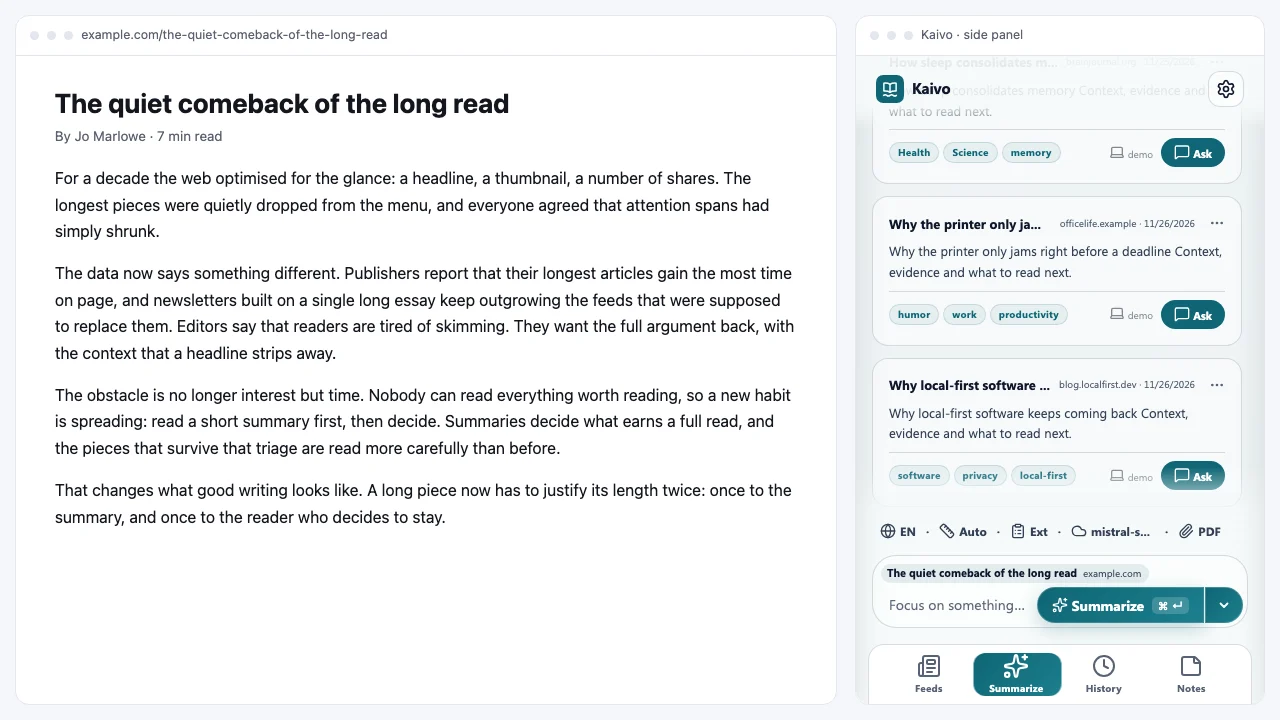 example.com/the-quiet-comeback-of-the-long-read
The quiet comeback of the long read
By Jo Marlowe · 7 min read
For a decade the web optimised for the glance: a headline, a thumbnail, a number of shares. The
longest pieces were quietly dropped from the menu, and everyone agreed that attention spans had
simply shrunk.
The data now says something different. Publishers report that their longest articles gain the most time
on page, and newsletters built on a single long essay keep outgrowing the feeds that were supposed
to replace them. Editors say that readers are tired of skimming. They want the full argument back, with
the context that a headline strips away.
The obstacle is no longer interest but time. Nobody can read everything worth reading, so a new habit
is spreading: read a short summary first, then decide. Summaries decide what earns a full read, and
the pieces that survive that triage are read more carefully than before.
That changes what good writing looks like. A long piece now has to justify its length twice: once to the
summary, and once to the reader who decides to stay.
Kaivo · side panel
How sleep consolidates m... 11/25/2026 ···
Kaivo
consolidates memory Context, evidence and
what to read next.
Health Science memory demo Ask
Why the printer only ja... officelife.example · 11/26/2026 ···
Why the printer only jams right before a deadline Context,
evidence and what to read next.
humor work productivity demo Ask
Why local-first software ... blog.localfirst.dev · 11/26/2026 ···
Why local-first software keeps coming back Context,
evidence and what to read next.
software privacy local-first demo Ask
EN · Auto · Ext · mistral-s... · PDF
The quiet comeback of the long read example.com
Focus on something... Summarize ⌘ ↵
Feeds Summarize History Notes